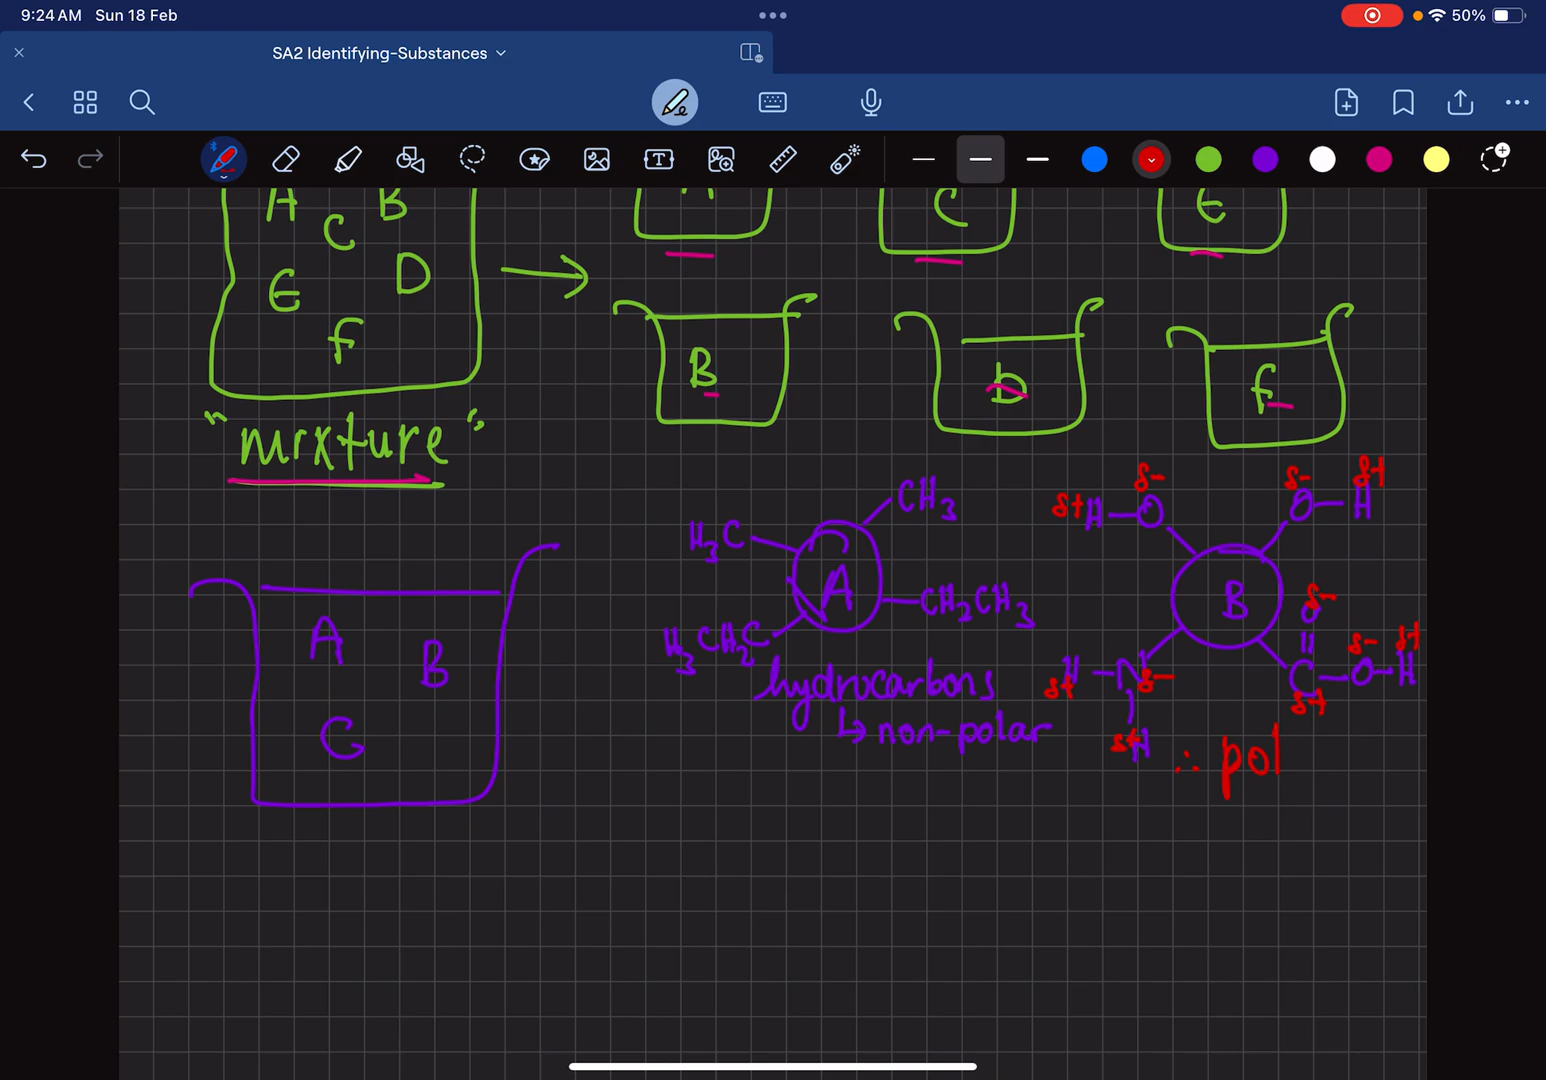 9:24 AM Sun 18 Feb
50%
SA2 Identifying-Substances
A B
C
E D
F
A
C
E
B
D
F
"mixture"
A
B
C
H3C
CH3
A
CH2CH3
H3CH2C
hydrocarbons
↳ non-polar
δ+ H—O δ-
δ- O—H δ+
B
O δ-
||
C—O—H
δ+ δ- δ+
δ+ H—N δ-
|
δ+ H
∴ pol